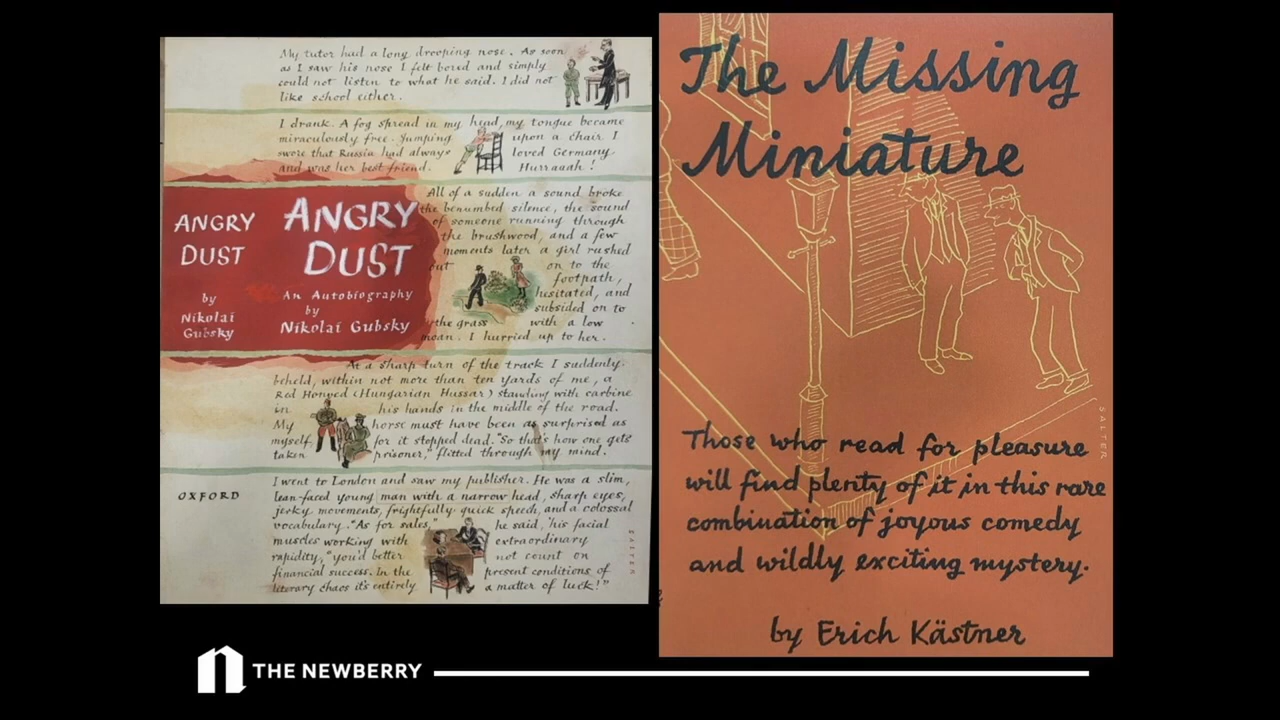 My tutor had a long drooping nose. As soon
as I saw his nose I felt bored and simply
could not listen to what he said. I did not
like school either.
I drank. A fog spread in my head, my tongue became
miraculously free. Jumping upon a chair. I
swore that Russia had always loved Germany
and was her best friend. Hurraaah!
ANGRY
DUST
by
Nikolai
Gubsky
ANGRY
DUST
An Autobiography
by
Nikolai Gubsky
All of a sudden a sound broke
the benumbed silence, the sound
of someone running through
the brushwood, and a few
moments later a girl rushed
out on to the
footpath,
hesitated, and
subsided on to
the grass with a low
moan. I hurried up to her.
At a sharp turn of the track I suddenly
beheld, within not more than ten yards of me, a
Red Honved (Hungarian Hussar) standing with carbine
in his hands in the middle of the road.
My horse must have been as surprised as
myself, for it stopped dead. "So that's how one gets
taken prisoner," flitted through my mind.
OXFORD
I went to London and saw my publisher. He was a slim,
lean-faced young man with a narrow head, sharp eyes,
jerky movements, frightfully quick speech, and a colossal
vocabulary. "As for sales," he said, his facial
muscles working with extraordinary
rapidity, "you'd better not count on
financial success. In the present conditions of
literary chaos it's entirely a matter of luck!"
SALTER
The Missing
Miniature
SALTER
Those who read for pleasure
will find plenty of it in this rare
combination of joyous comedy
and wildly exciting mystery.
by Erich Kästner
THE NEWBERRY